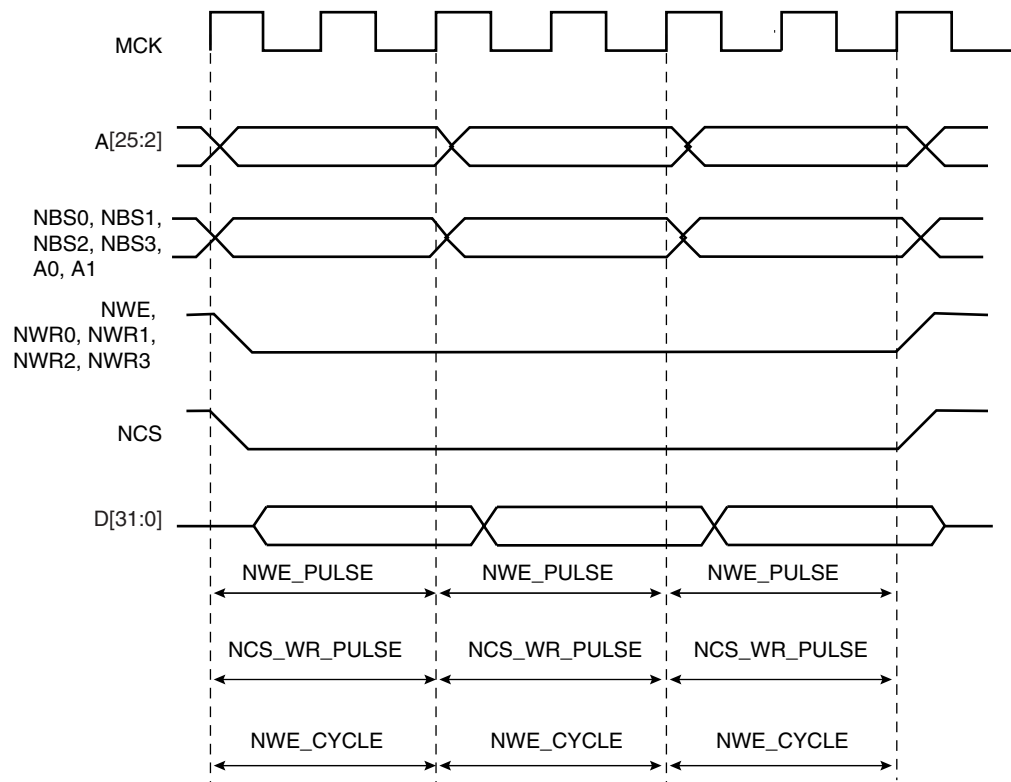 MCK
A[25:2]
NBS0, NBS1,
NBS2, NBS3,
A0, A1
NWE,
NWR0, NWR1,
NWR2, NWR3
NCS
D[31:0]
NWE_PULSE NWE_PULSE NWE_PULSE
NCS_WR_PULSE NCS_WR_PULSE NCS_WR_PULSE
NWE_CYCLE NWE_CYCLE NWE_CYCLE